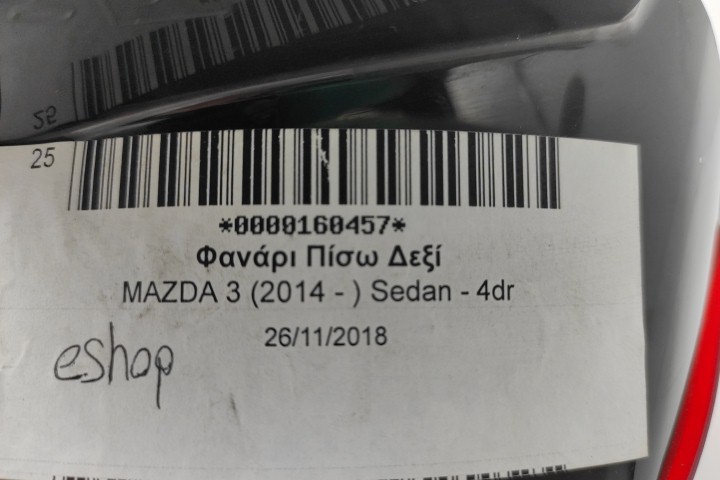 25
*0000160457*
Φανάρι Πίσω Δεξί
MAZDA 3 (2014 - ) Sedan - 4dr
26/11/2018
eshop